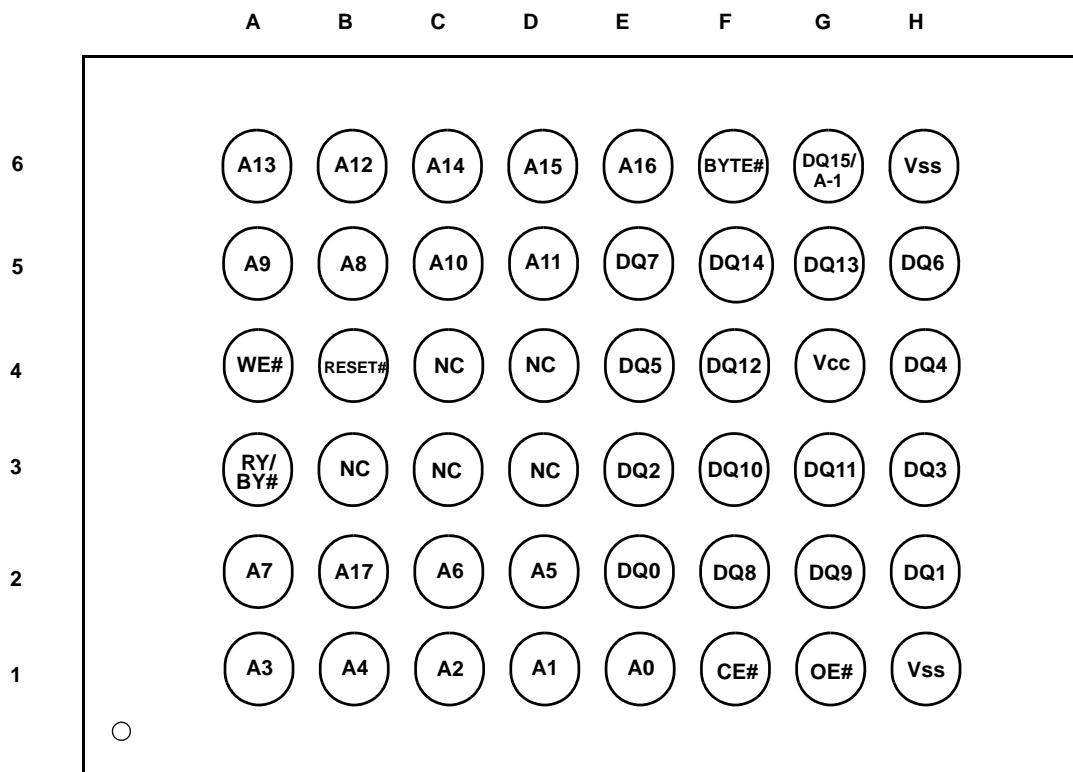 A B C D E F G H
6 A13 A12 A14 A15 A16 BYTE# DQ15/ A-1 Vss
5 A9 A8 A10 A11 DQ7 DQ14 DQ13 DQ6
4 WE# RESET# NC NC DQ5 DQ12 Vcc DQ4
3 RY/ BY# NC NC NC DQ2 DQ10 DQ11 DQ3
2 A7 A17 A6 A5 DQ0 DQ8 DQ9 DQ1
1 A3 A4 A2 A1 A0 CE# OE# Vss